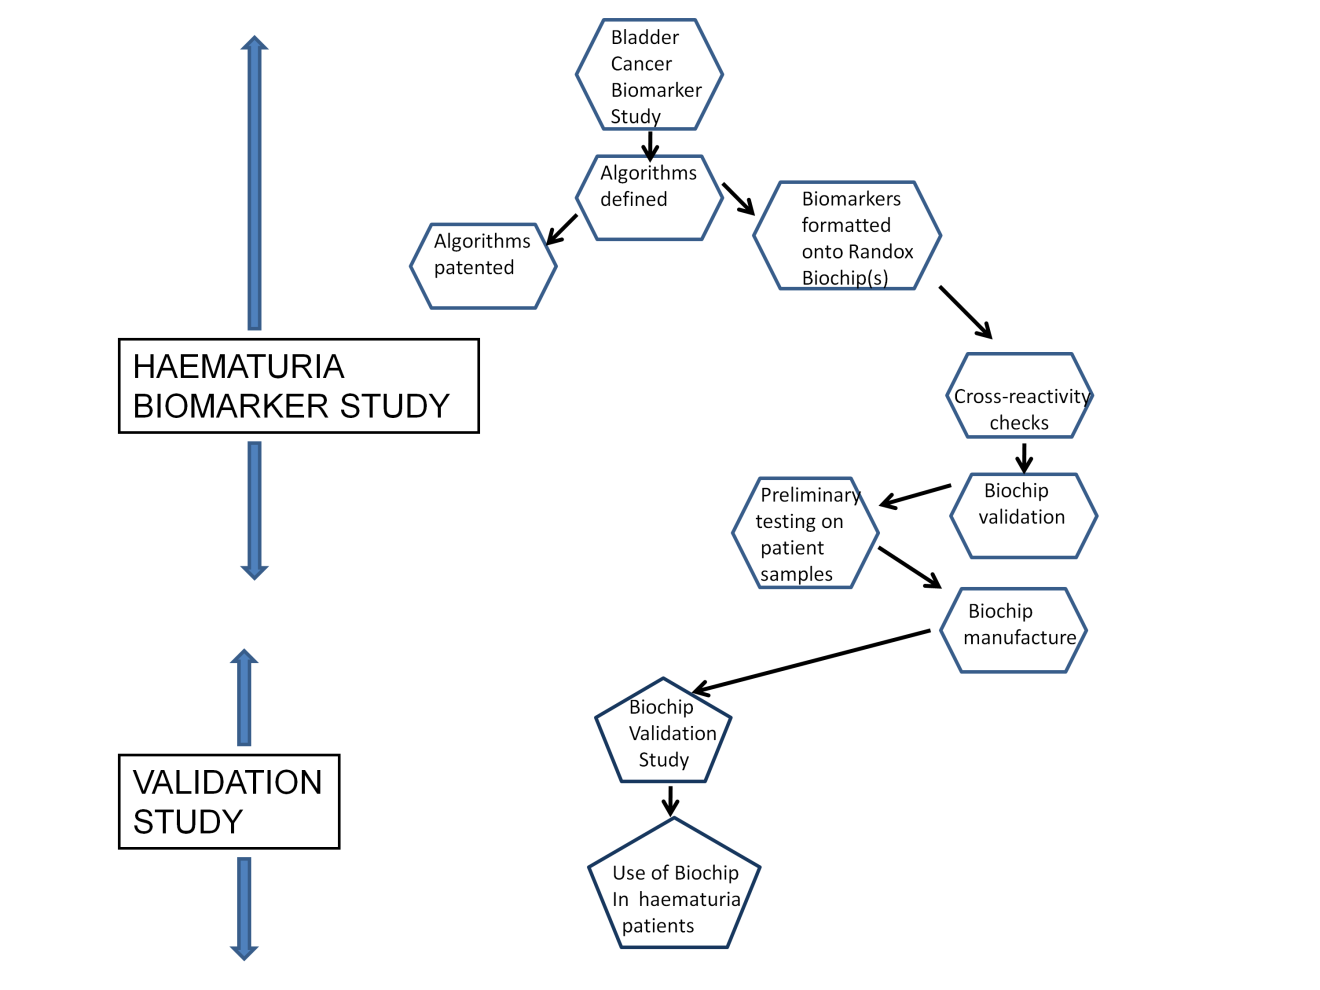 Bladder
Cancer
Biomarker
Study
Algorithms
defined
Biomarkers
formatted
onto Randox
Biochip(s)
Algorithms
patented
HAEMATURIA
BIOMARKER STUDY
Cross-reactivity
checks
Biochip
validation
Preliminary
testing on
patient
samples
Biochip
manufacture
Biochip
Validation
Study
VALIDATION
STUDY
Use of Biochip
In haematuria
patients